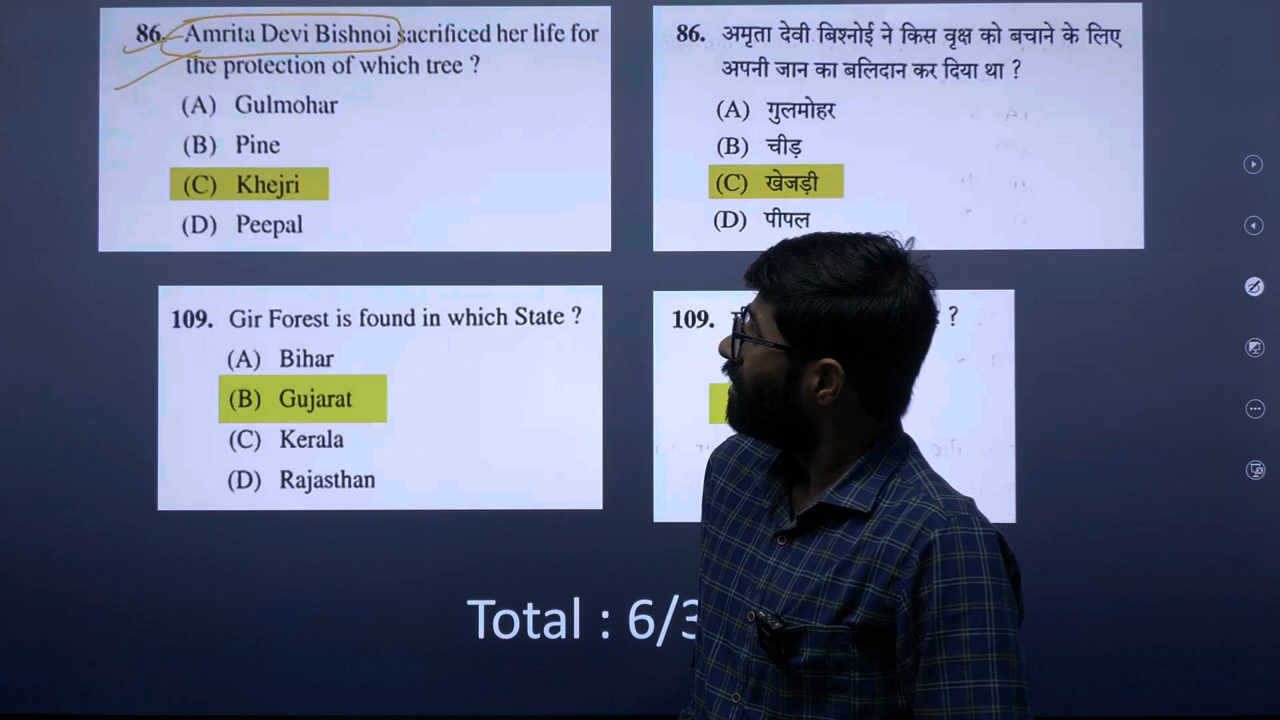 86. Amrita Devi Bishnoi sacrificed her life for
the protection of which tree ?
(A) Gulmohar
(B) Pine
(C) Khejri
(D) Peepal
86. अमृता देवी बिश्नोई ने किस वृक्ष को बचाने के लिए
अपनी जान का बलिदान कर दिया था ?
(A) गुलमोहर
(B) चीड़
(C) खेजड़ी
(D) पीपल
109. Gir Forest is found in which State ?
(A) Bihar
(B) Gujarat
(C) Kerala
(D) Rajasthan
109. ?
Total : 6/3